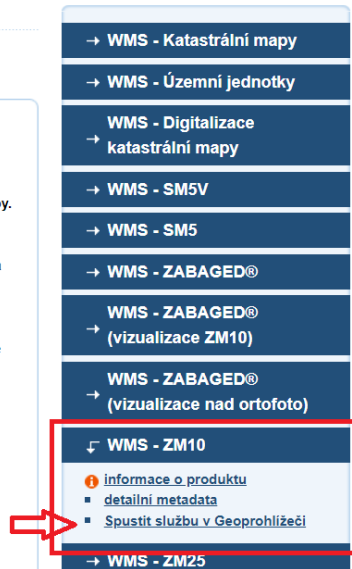 → WMS - Katastrální mapy
→ WMS - Územní jednotky
WMS - Digitalizace
→ katastrální mapy
→ WMS - SM5V
→ WMS - SM5
→ WMS - ZABAGED®
WMS - ZABAGED®
→ (vizualizace ZM10)
WMS - ZABAGED®
→ (vizualizace nad ortofoto)
WMS - ZM10
informace o produktu
detailní metadata
Spustit službu v Geoprohlížeči
→ WMS - ZM25